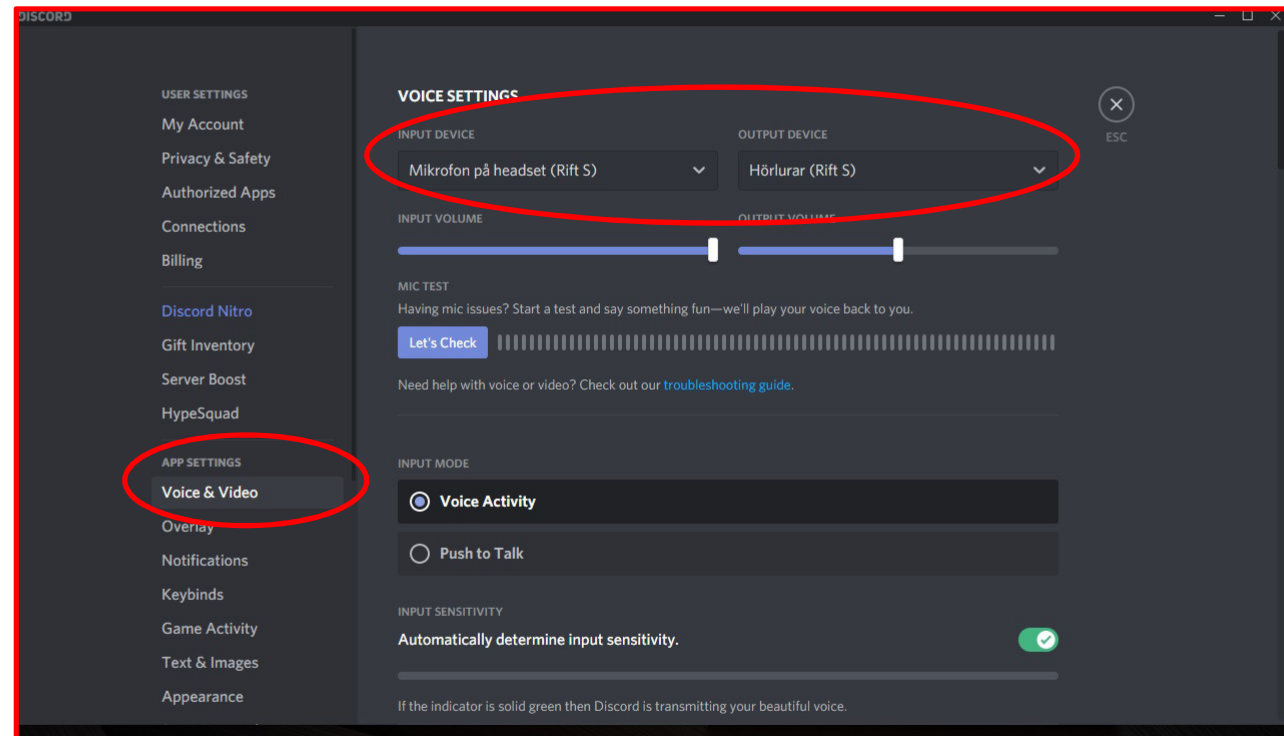 DISCORD
USER SETTINGS
My Account
Privacy & Safety
Authorized Apps
Connections
Billing
Discord Nitro
Gift Inventory
Server Boost
HypeSquad
APP SETTINGS
Voice & Video
Overlay
Notifications
Keybinds
Game Activity
Text & Images
Appearance
VOICE SETTINGS
ESC
INPUT DEVICE
OUTPUT DEVICE
Mikrofon på headset (Rift S)
Hörlurar (Rift S)
INPUT VOLUME
OUTPUT VOLUME
MIC TEST
Having mic issues? Start a test and say something fun—we'll play your voice back to you.
Let's Check
Need help with voice or video? Check out our troubleshooting guide.
INPUT MODE
Voice Activity
Push to Talk
INPUT SENSITIVITY
Automatically determine input sensitivity.
If the indicator is solid green then Discord is transmitting your beautiful voice.